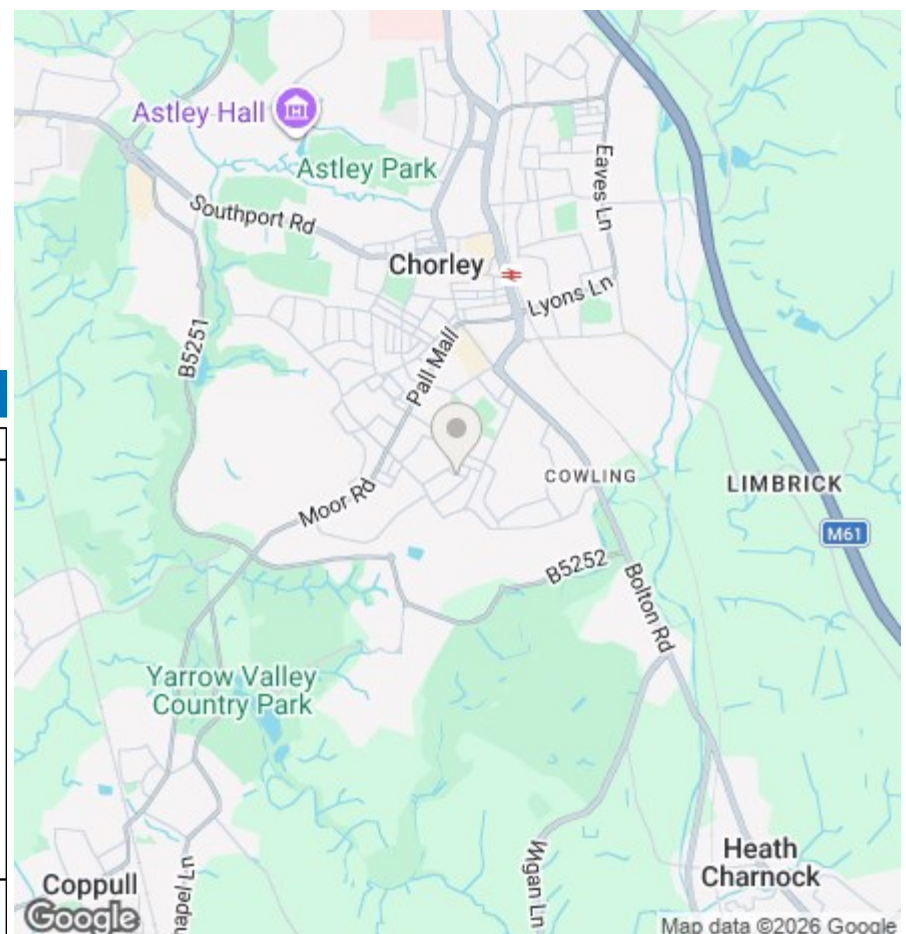 Astley Hall
Astley Park
Eaves Ln
Southport Rd
Chorley
Lyons Ln
B5251
Pall Mall
COWLING
LIMBRICK
Moor Rd
M61
B5252
Bolton Rd
Yarrow Valley
Country Park
Wigan Ln
Heath
Charnock
Coppull
hapel Ln
Google
Map data ©2026 Google